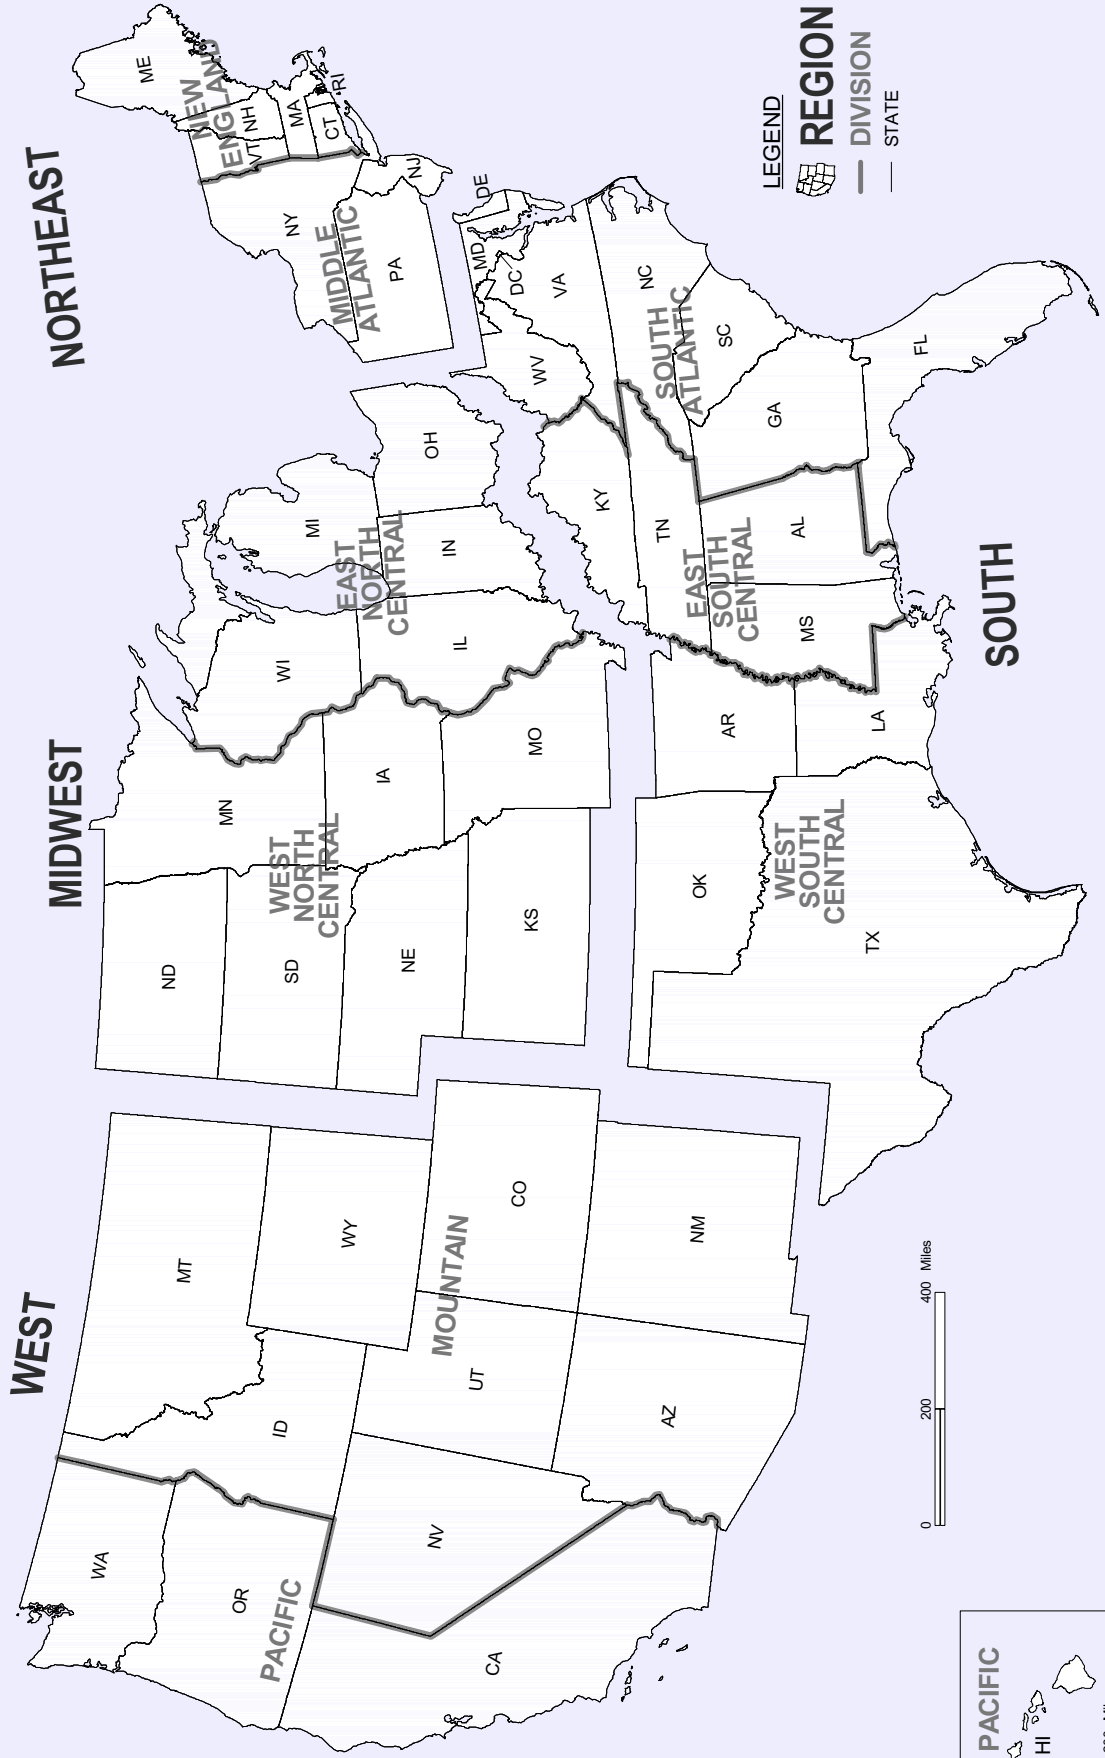 WEST
MIDWEST
NORTHEAST
WA
MT
ID
OR
WY
NV
UT
CO
CA
AZ
NM
PACIFIC
MOUNTAIN
ND
MN
SD
WI
MI
NE
IA
IL
IN
OH
KS
MO
WEST
NORTH
CENTRAL
EAST
NORTH
CENTRAL
ME
NEW
ENGLAND
VT
NH
MA
CT
RI
NY
NJ
PA
MIDDLE
ATLANTIC
DE
MD
DC
WV
VA
KY
NC
TN
SC
SOUTH
ATLANTIC
OK
AR
EAST
SOUTH
CENTRAL
MS
AL
GA
FL
WEST
SOUTH
CENTRAL
TX
LA
SOUTH
LEGEND
REGION
DIVISION
STATE
0 200 400 Miles
PACIFIC
HI